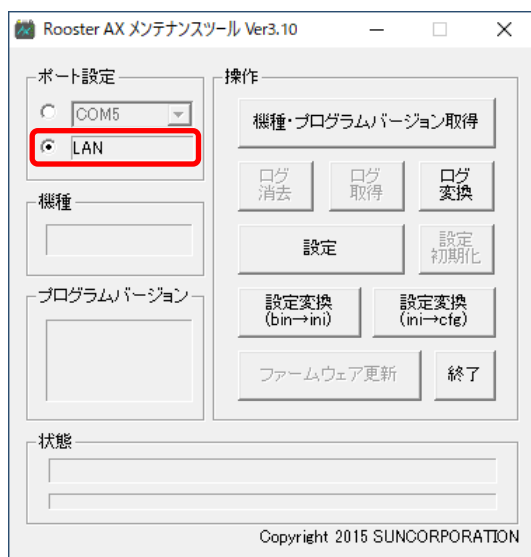 Rooster AX メンテナンスツール Ver3.10
ポート設定
COM5
LAN
機種
プログラムバージョン
操作
機種・プログラムバージョン取得
ログ
消去
ログ
取得
ログ
変換
設定
設定
初期化
設定変換
(bin→ini)
設定変換
(ini→cfg)
ファームウェア更新
終了
状態
Copyright 2015 SUNCORPORATION